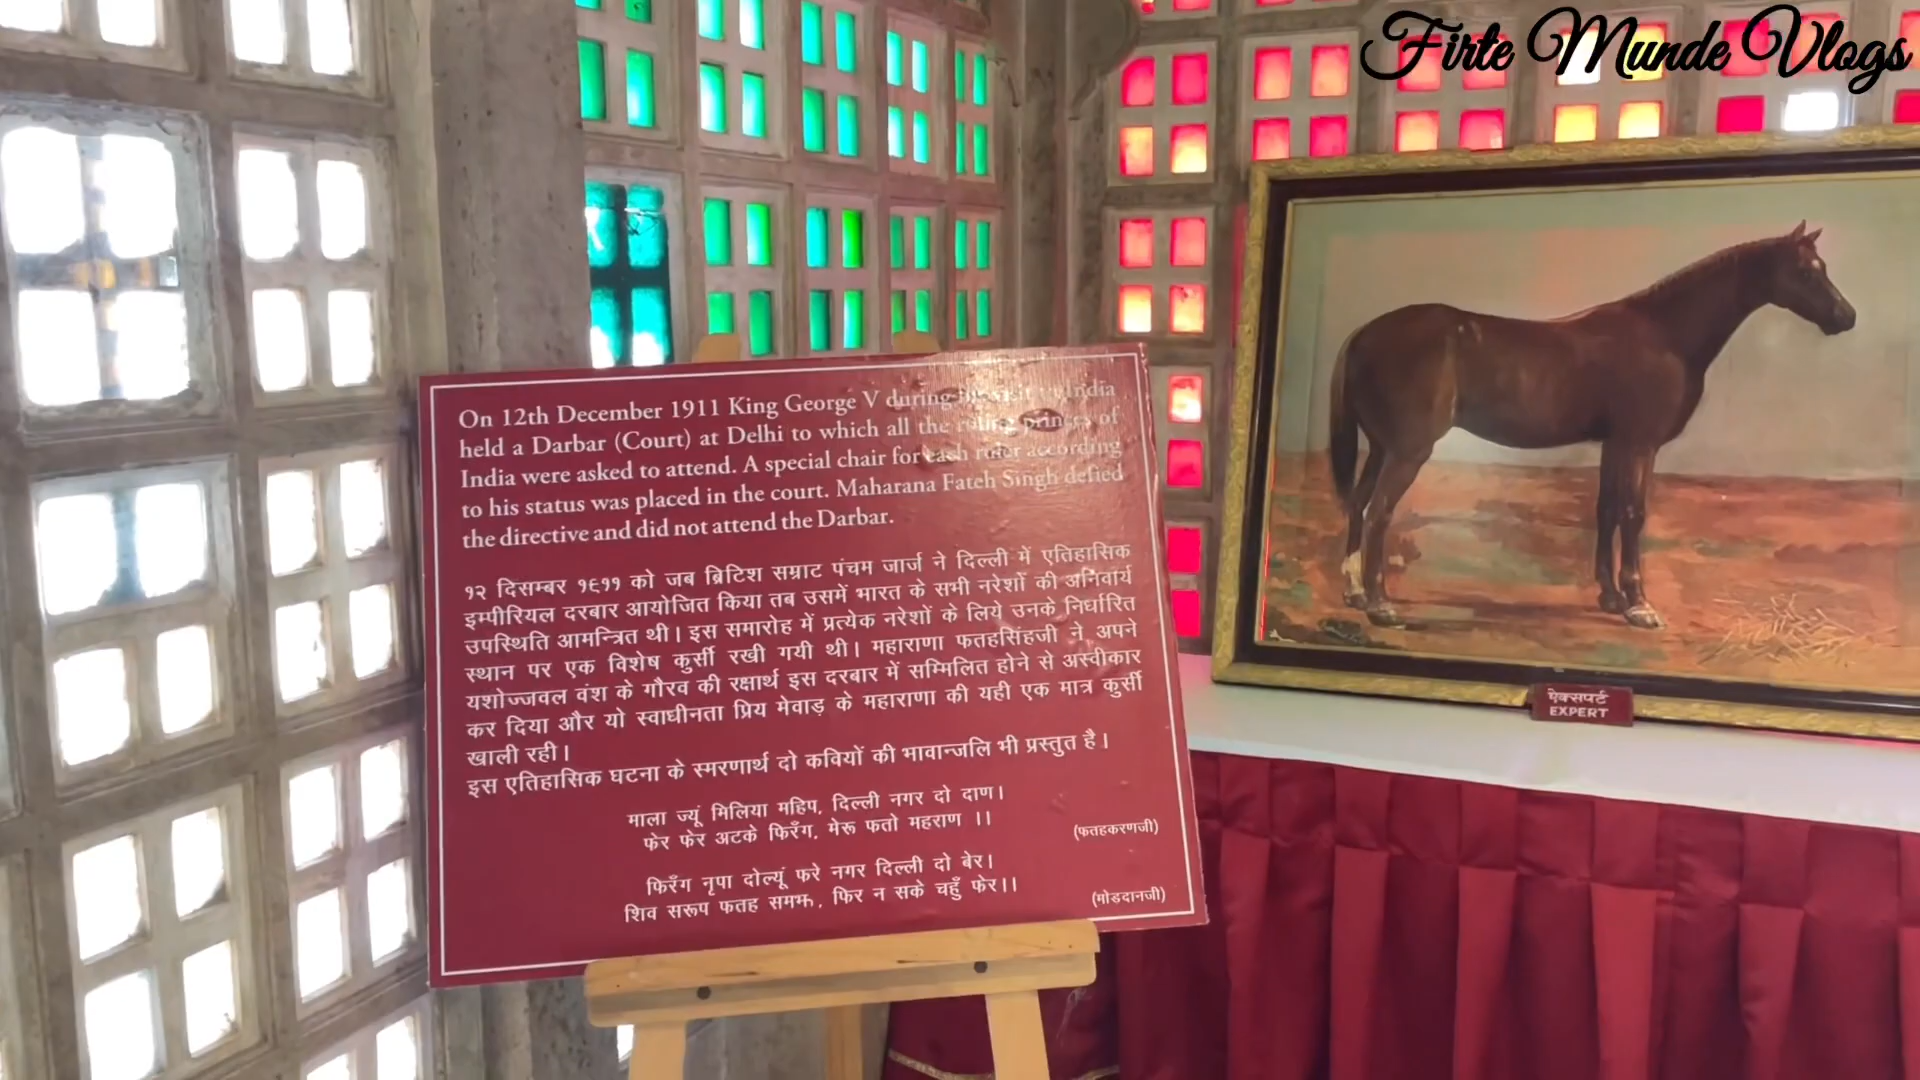 Firte Munde Vlogs
On 12th December 1911 King George V during his visit to India
held a Darbar (Court) at Delhi to which all the ruling princes of
India were asked to attend. A special chair for each ruler according
to his status was placed in the court. Maharana Fateh Singh defied
the directive and did not attend the Darbar.
१२ दिसम्बर १९११ को जब ब्रिटिश सम्राट पंचम जार्ज ने दिल्ली में एतिहासिक
इम्पीरियल दरबार आयोजित किया तब उसमें भारत के सभी नरेशों की अनिवार्य
उपस्थिति आमन्त्रित थी। इस समारोह में प्रत्येक नरेशों के लिये उनके निर्धारित
स्थान पर एक विशेष कुर्सी रखी गयी थी। महाराणा फतहसिंहजी ने अपने
यशोज्जवल वंश के गौरव की रक्षार्थ इस दरबार में सम्मिलित होने से अस्वीकार
कर दिया और यो स्वाधीनता प्रिय मेवाड़ के महाराणा की यही एक मात्र कुर्सी
खाली रही।
इस एतिहासिक घटना के स्मरणार्थ दो कवियों की भावान्जलि भी प्रस्तुत है।
माला ज्यूं मिलिया महिप, दिल्ली नगर दो दाण।
फेर फेर अटके फिरँग, मेरू फतो महराण ।।
(फतहकरणजी)
फिरँग नृपा दोल्यूं फरे नगर दिल्ली दो बेर।
शिव सरूप फतह समझ, फिर न सके चहुँ फेर।।
(मोडदानजी)
ऐक्सपर्ट
EXPERT